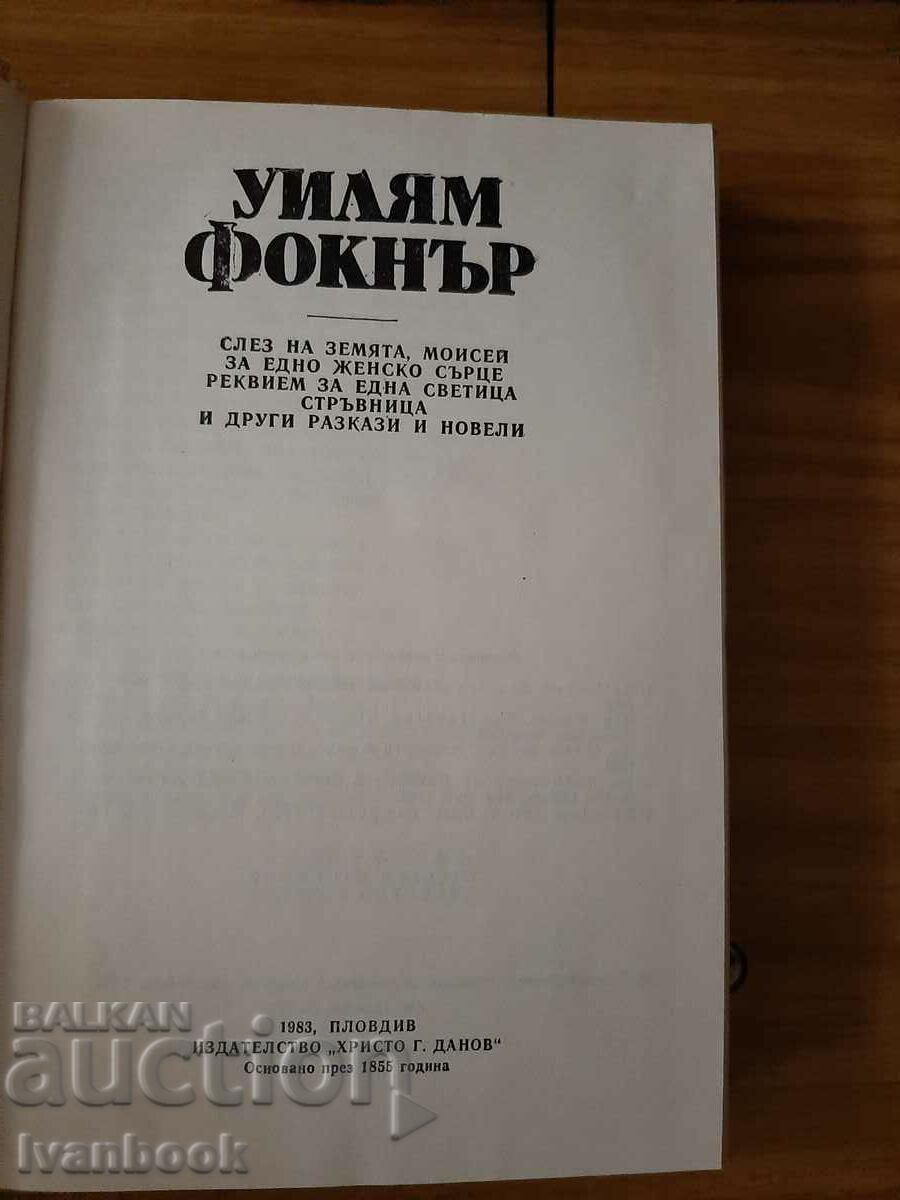 УИЛЯМ
ФОКНЪР
СЛЕЗ НА ЗЕМЯТА, МОИСЕЙ
ЗА ЕДНО ЖЕНСКО СЪРЦЕ
РЕКВИЕМ ЗА ЕДНА СВЕТИЦА
СТРЪВНИЦА
И ДРУГИ РАЗКАЗИ И НОВЕЛИ
1983, ПЛОВДИВ
ИЗДАТЕЛСТВО „ХРИСТО Г. ДАНОВ“
Основано през 1855 година
BALKAN
auction
Ivanbook